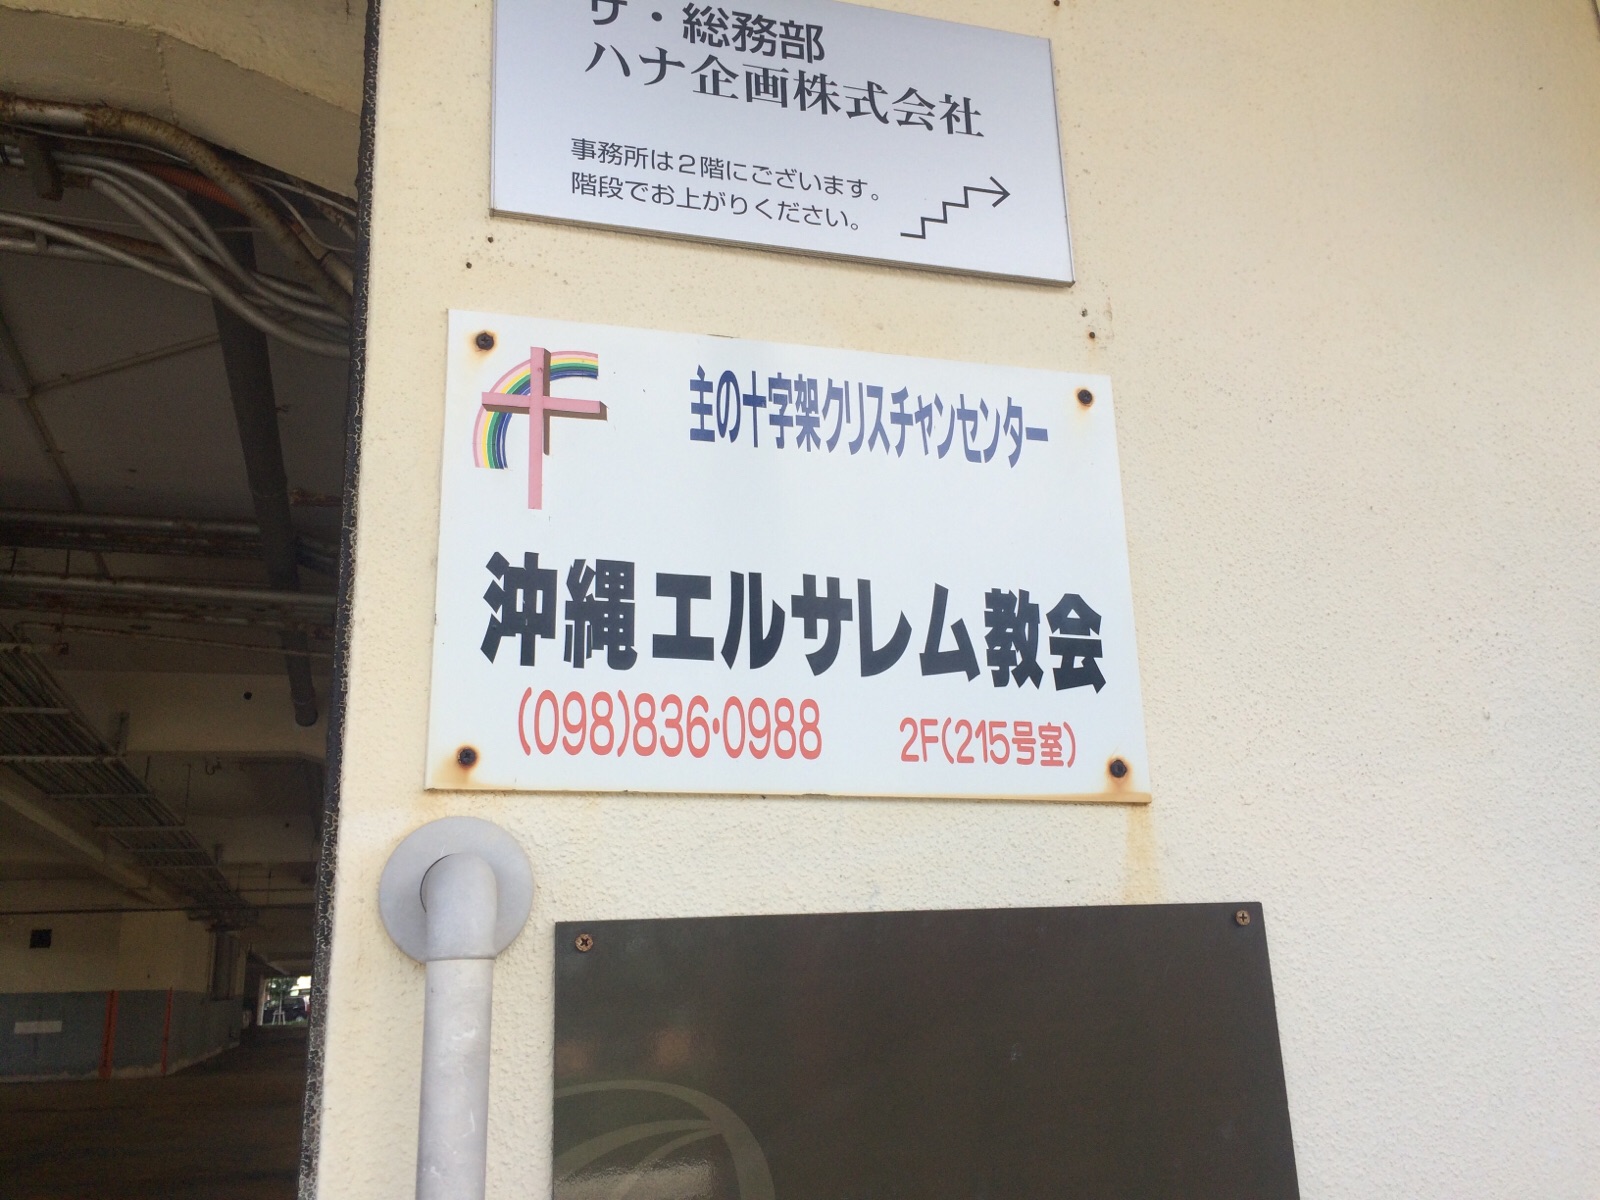 ザ・総務部
ハナ企画株式会社
事務所は2階にございます。
階段でお上がりください。
主の十字架クリスチャンセンター
沖縄エルサレム教会
(098)836・0988 2F(215号室)